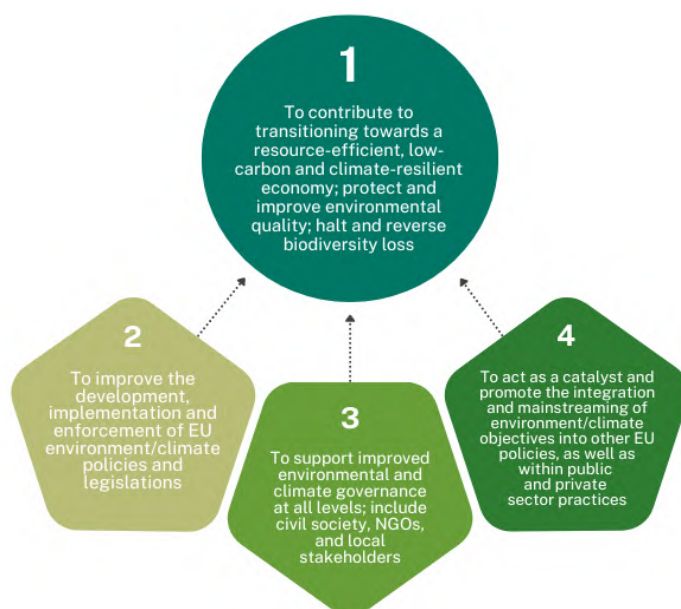 1
To contribute to
transitioning towards a
resource-efficient, low-
carbon and climate-resilient
economy; protect and
improve environmental
quality; halt and reverse
biodiversity loss
2
To improve the
development,
implementation and
enforcement of EU
environment/climate
policies and
legislations
3
To support improved
environmental and
climate governance
at all levels; include
civil society, NGOs,
and local
stakeholders
4
To act as a catalyst and
promote the integration
and mainstreaming of
environment/climate
objectives into other EU
policies, as well as
within public
and private
sector practices